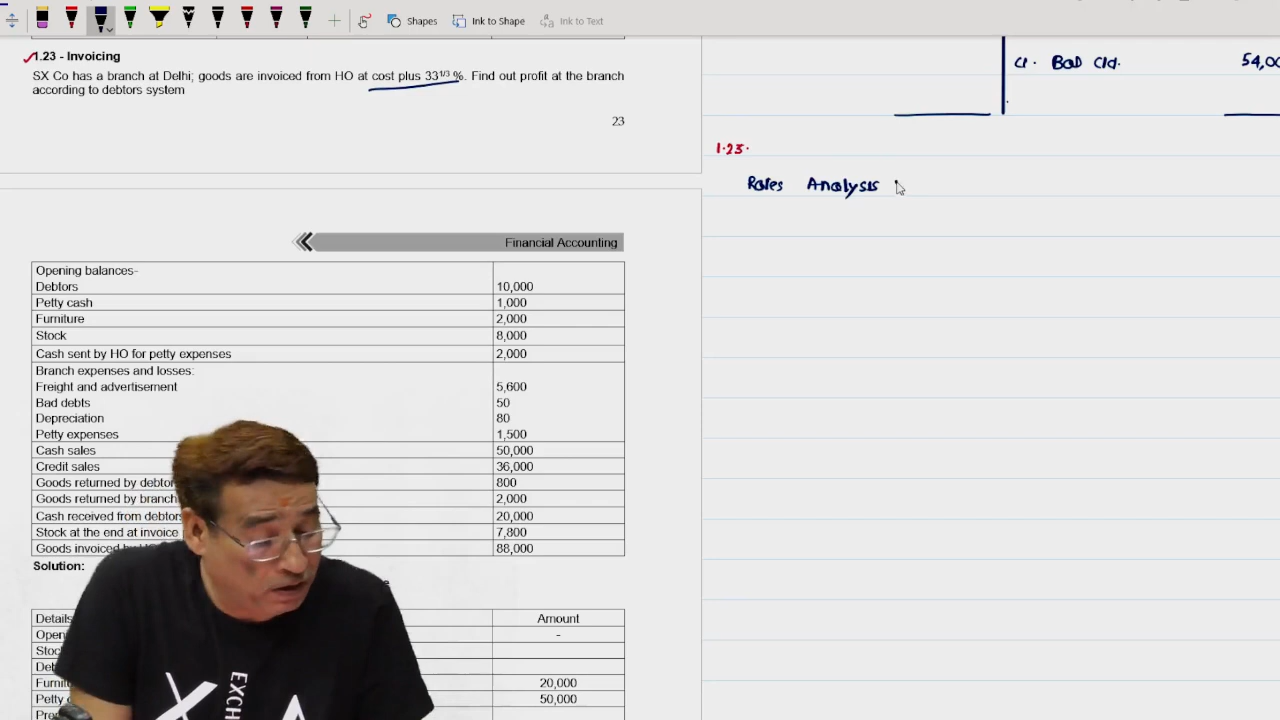 Shapes Ink to Shape Ink to Text
1.23 - Invoicing
SX Co has a branch at Delhi; goods are invoiced from HO at cost plus 33 1/3 %. Find out profit at the branch
according to debtors system
23
Cl. Bad Cld.
1.23.
Rates Analysis
Financial Accounting
Opening balances-
Debtors 10,000
Petty cash 1,000
Furniture 2,000
Stock 8,000
Cash sent by HO for petty expenses 2,000
Branch expenses and losses:
Freight and advertisement 5,600
Bad debts 50
Depreciation 80
Petty expenses 1,500
Cash sales 50,000
Credit sales 36,000
Goods returned by 800
Goods returned by branch 2,000
Cash received from debtors 20,000
Stock at the end at invoice 7,800
Goods invoiced 88,000
Solution:
Amount
-
20,000
50,000
EXCH